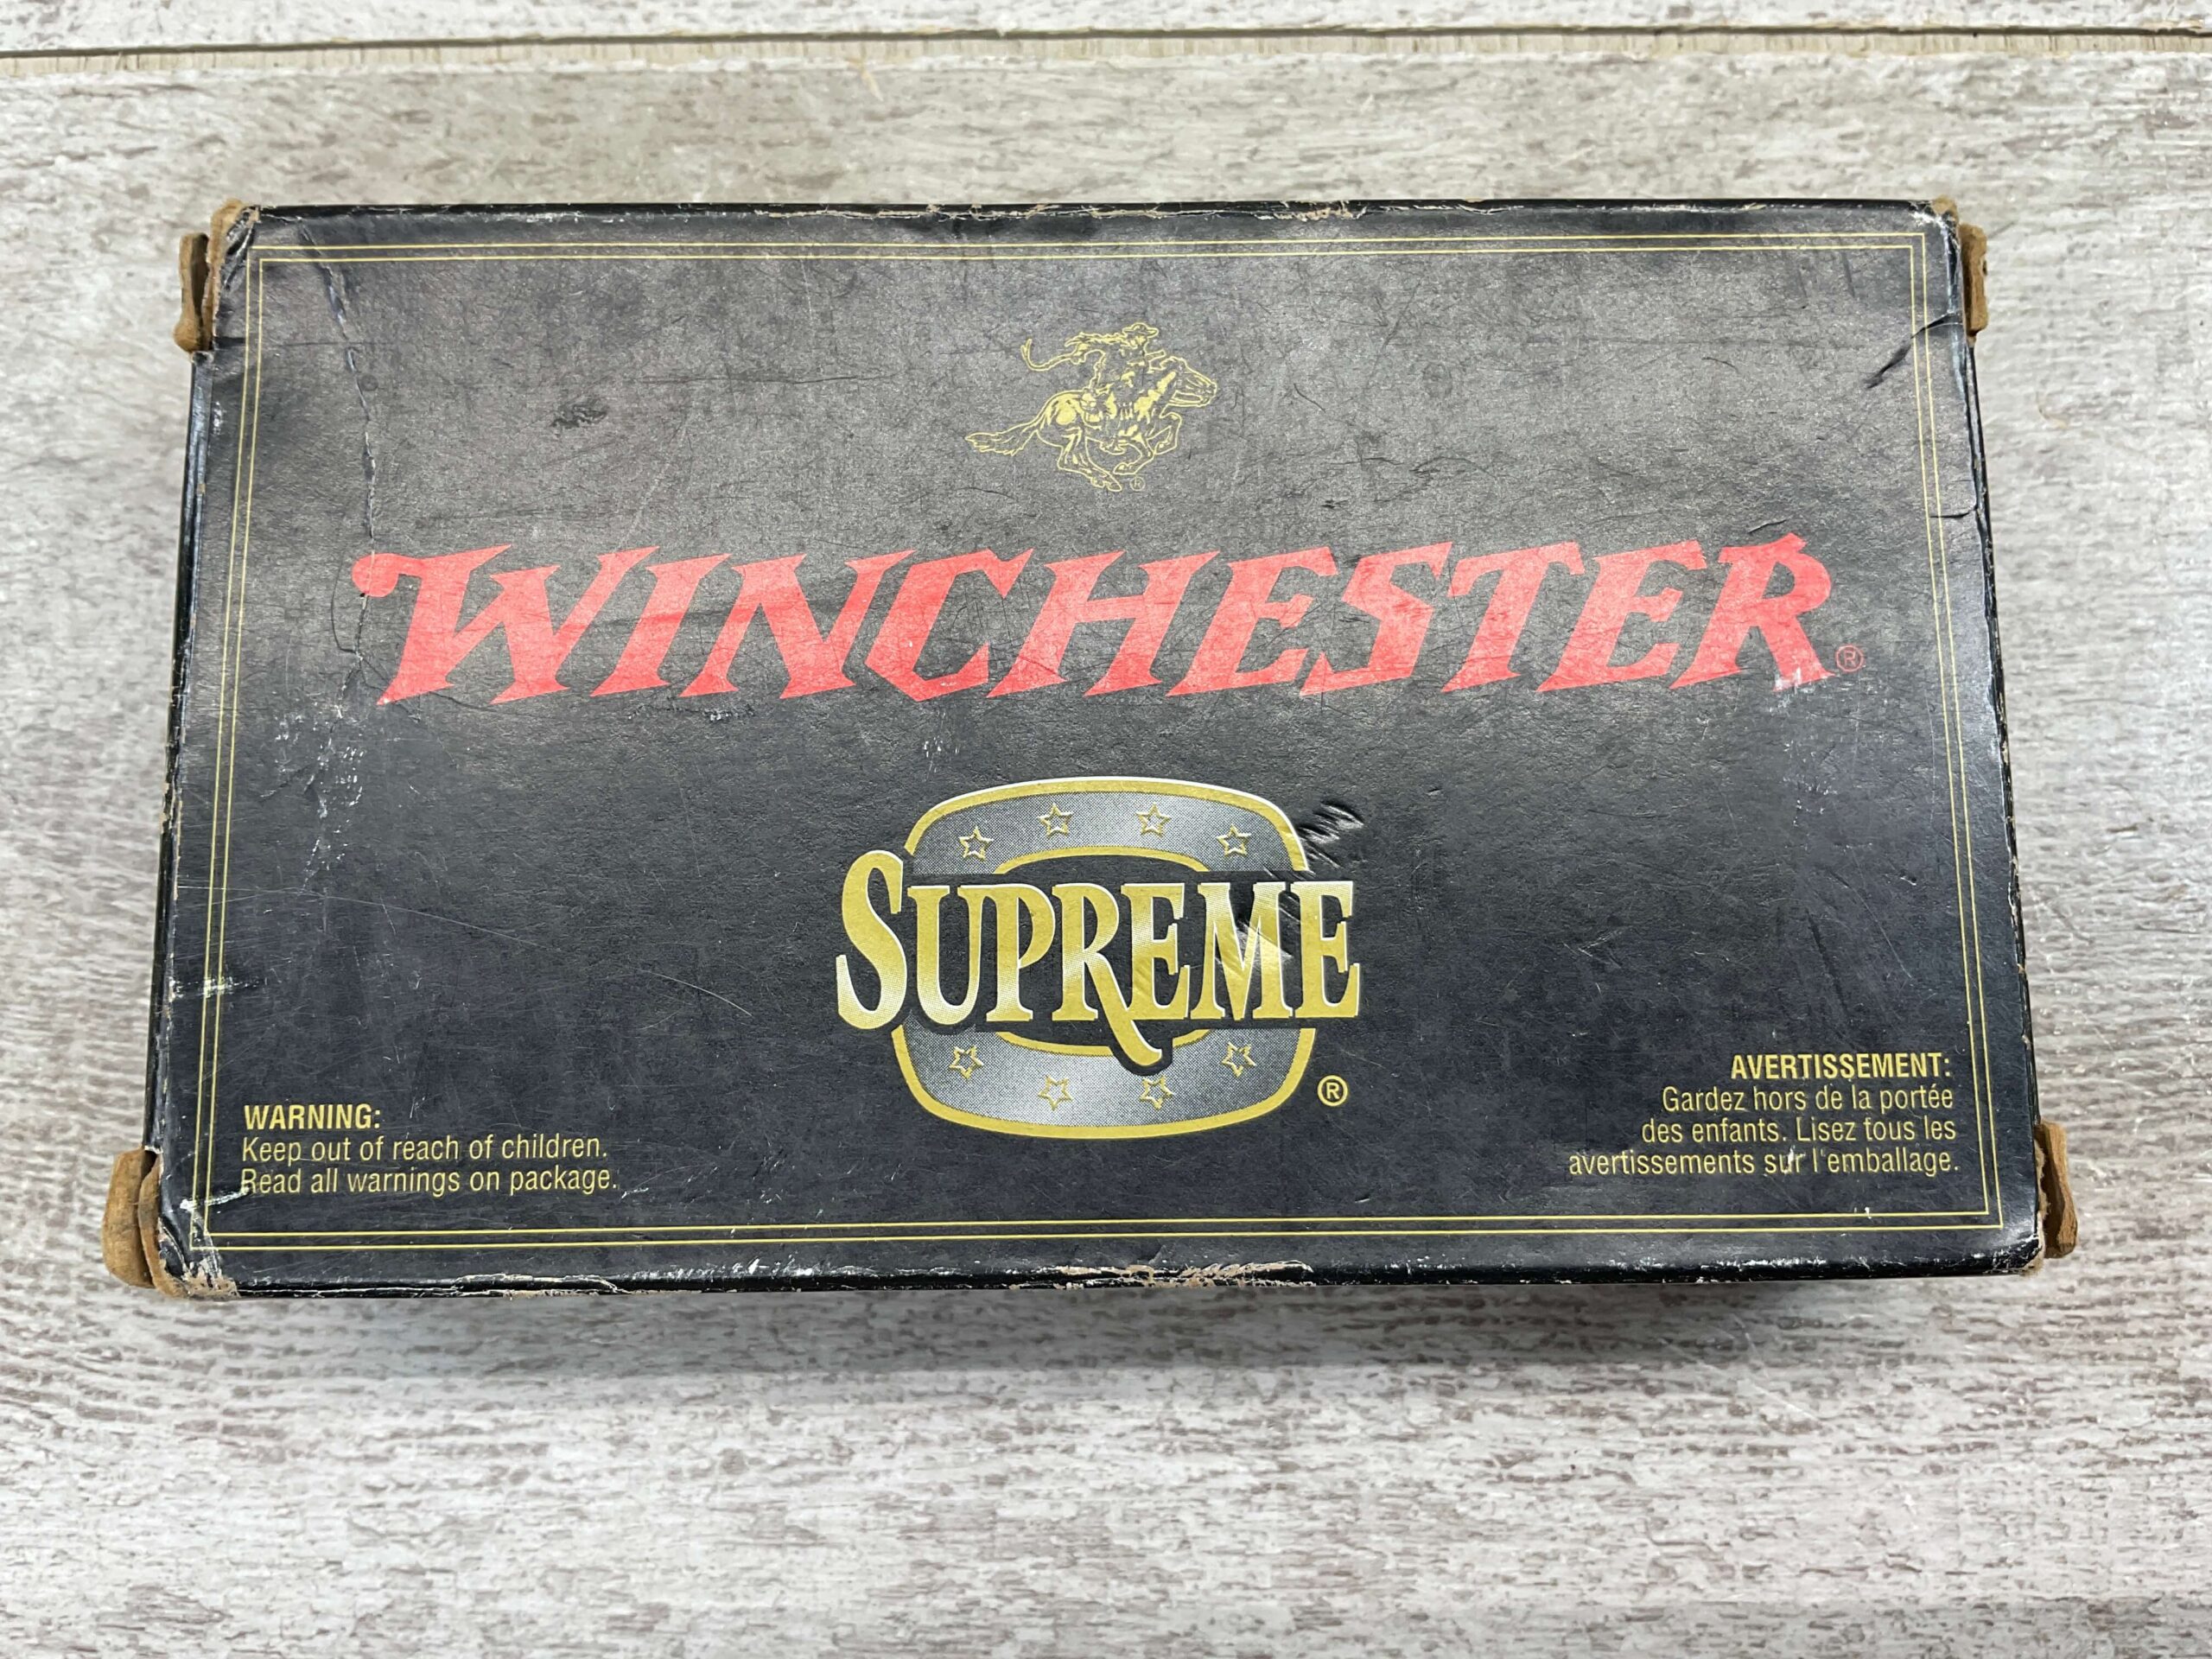 ®
WINCHESTER®
SUPREME®
WARNING:
Keep out of reach of children.
Read all warnings on package.
AVERTISSEMENT:
Gardez hors de la portée
des enfants. Lisez tous les
avertissements sur l'emballage.